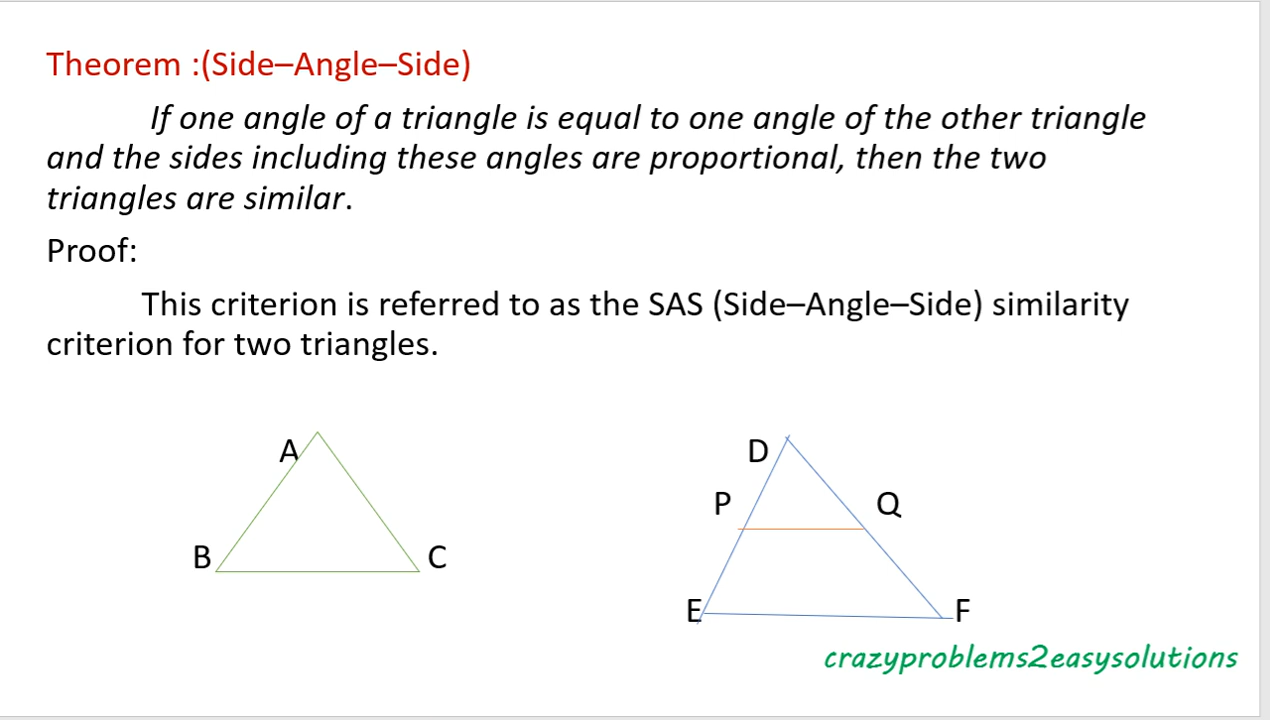 Theorem :(Side–Angle–Side)
If one angle of a triangle is equal to one angle of the other triangle
and the sides including these angles are proportional, then the two
triangles are similar.
Proof:
This criterion is referred to as the SAS (Side–Angle–Side) similarity
criterion for two triangles.
A
D
P
Q
B
C
E
F
crazyproblems2easysolutions